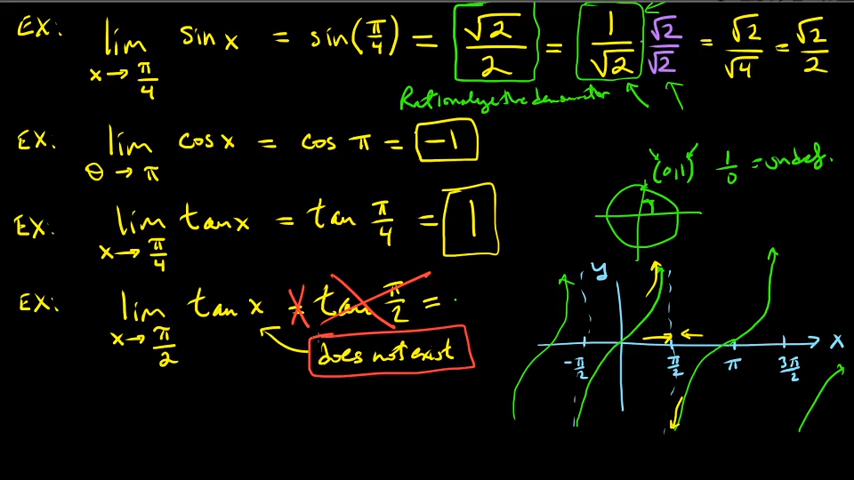 EX: lim x→π/4 sin x = sin(π/4) = √2/2 = 1/√2 √2/√2 = √2/√4 = √2/2
Rationalize the denominator
EX: lim θ→π cos x = cos π = -1
(0,1) 1/0 = undef.
EX: lim x→π/4 tan x = tan π/4 = 1
EX: lim x→π/2 tan x = tan π/2 =
does not exist
y
x
-π/2 π/2 π 3π/2